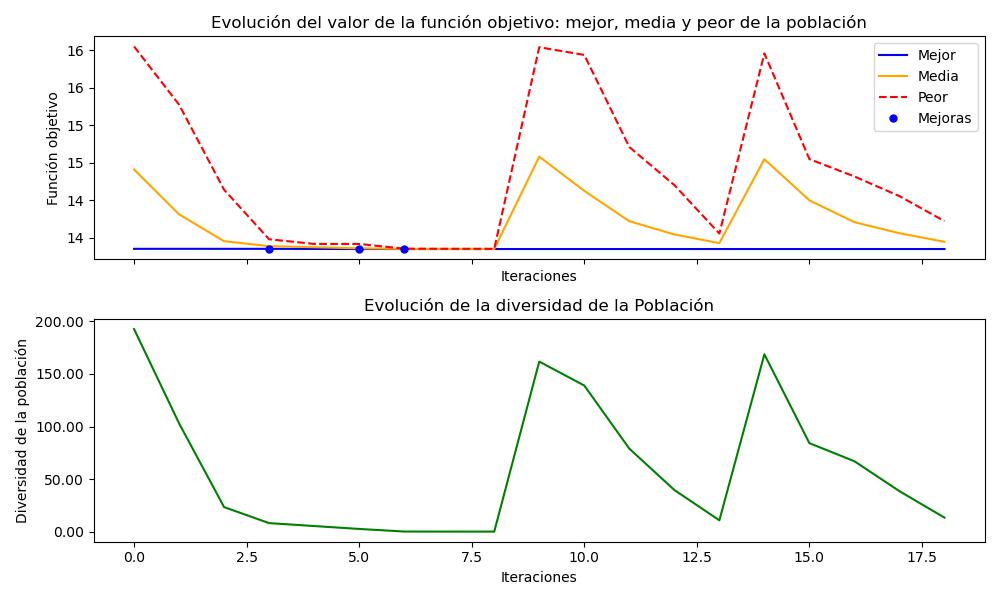 Evolución del valor de la función objetivo: mejor, media y peor de la población
Función objetivo
16
16
15
15
14
14
Mejor
Media
Peor
Mejoras
Iteraciones
Evolución de la diversidad de la Población
Diversidad de la población
200.00
150.00
100.00
50.00
0.00
0.0 2.5 5.0 7.5 10.0 12.5 15.0 17.5
Iteraciones